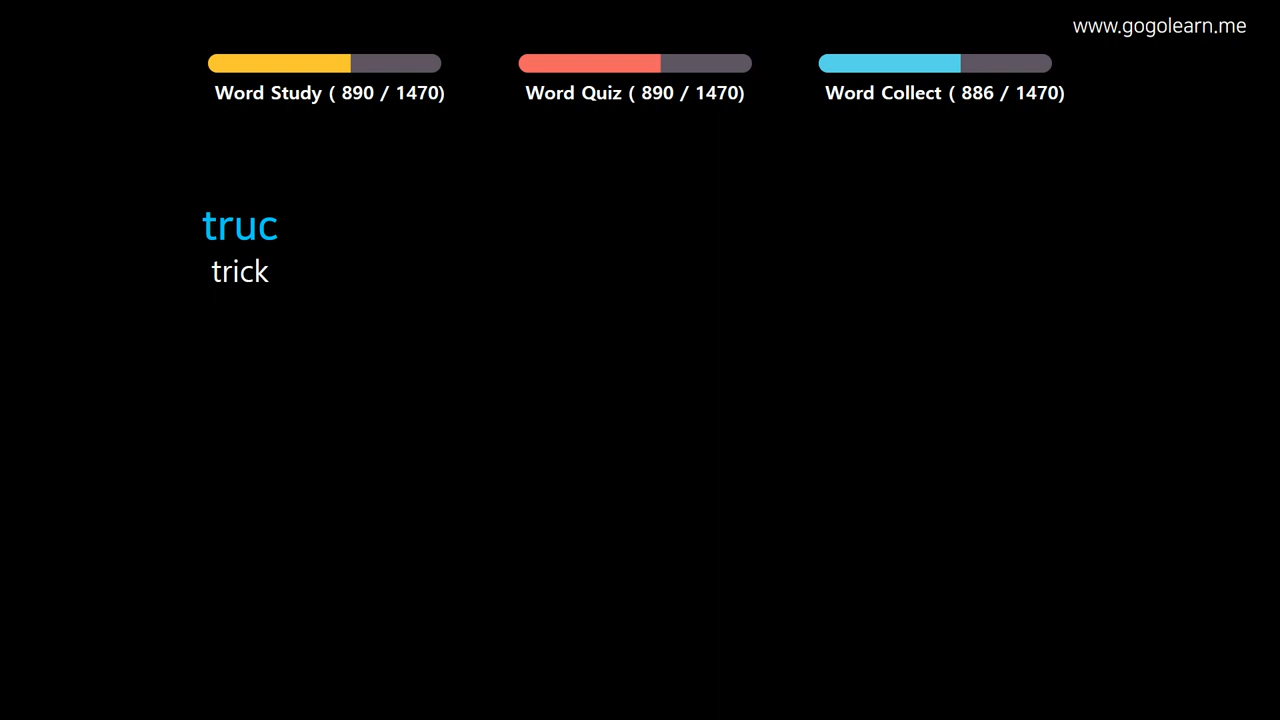 www.gogolearn.me
Word Study ( 890 / 1470)
Word Quiz ( 890 / 1470)
Word Collect ( 886 / 1470)
truc
trick